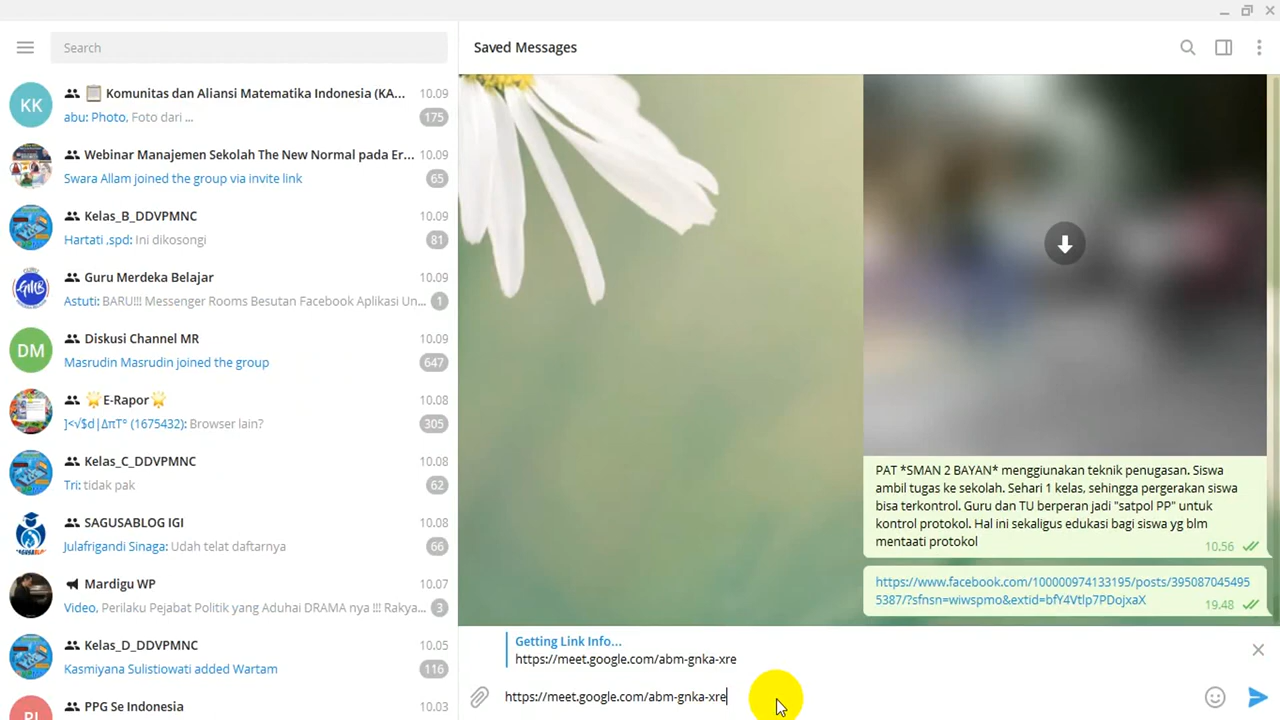 Search
KK
Komunitas dan Aliansi Matematika Indonesia (KA...
10.09
abu: Photo, Foto dari ...
175
Webinar Manajemen Sekolah The New Normal pada Er...
10.09
Swara Allam joined the group via invite link
65
Kelas_B_DDVPMNC
10.09
Hartati ,spd: Ini dikosongi
81
Guru Merdeka Belajar
10.09
Astuti: BARU!!! Messenger Rooms Besutan Facebook Aplikasi Un...
1
DM
Diskusi Channel MR
10.09
Masrudin Masrudin joined the group
647
🌟E-Rapor🌟
10.08
]<√$d|ΔπT° (1675432): Browser lain?
305
Kelas_C_DDVPMNC
10.08
Tri: tidak pak
62
SAGUSABLOG IGI
10.08
Julafrigandi Sinaga: Udah telat daftarnya
66
Mardigu WP
10.07
Video, Perilaku Pejabat Politik yang Aduhai DRAMA nya !!! Rakya...
3
Kelas_D_DDVPMNC
10.05
Kasmiyana Sulistiowati added Wartam
116
PI
PPG Se Indonesia
10.03
Saved Messages
PAT *SMAN 2 BAYAN* menggiunakan teknik penugasan. Siswa
ambil tugas ke sekolah. Sehari 1 kelas, sehingga pergerakan siswa
bisa terkontrol. Guru dan TU berperan jadi "satpol PP" untuk
kontrol protokol. Hal ini sekaligus edukasi bagi siswa yg blm
mentaati protokol
10.56
https://www.facebook.com/100000974133195/posts/395087045495
5387/?sfnsn=wiwspmo&extid=bfY4Vtlp7PDojxaX
19.48
Getting Link Info...
https://meet.google.com/abm-gnka-xre
https://meet.google.com/abm-gnka-xre